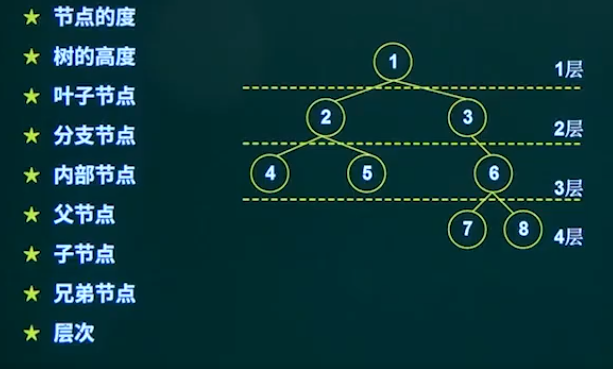 ★ 节点的度
★ 树的高度
★ 叶子节点
★ 分支节点
★ 内部节点
★ 父节点
★ 子节点
★ 兄弟节点
★ 层次
1
1层
2
3
2层
4
5
6
3层
7
8
4层